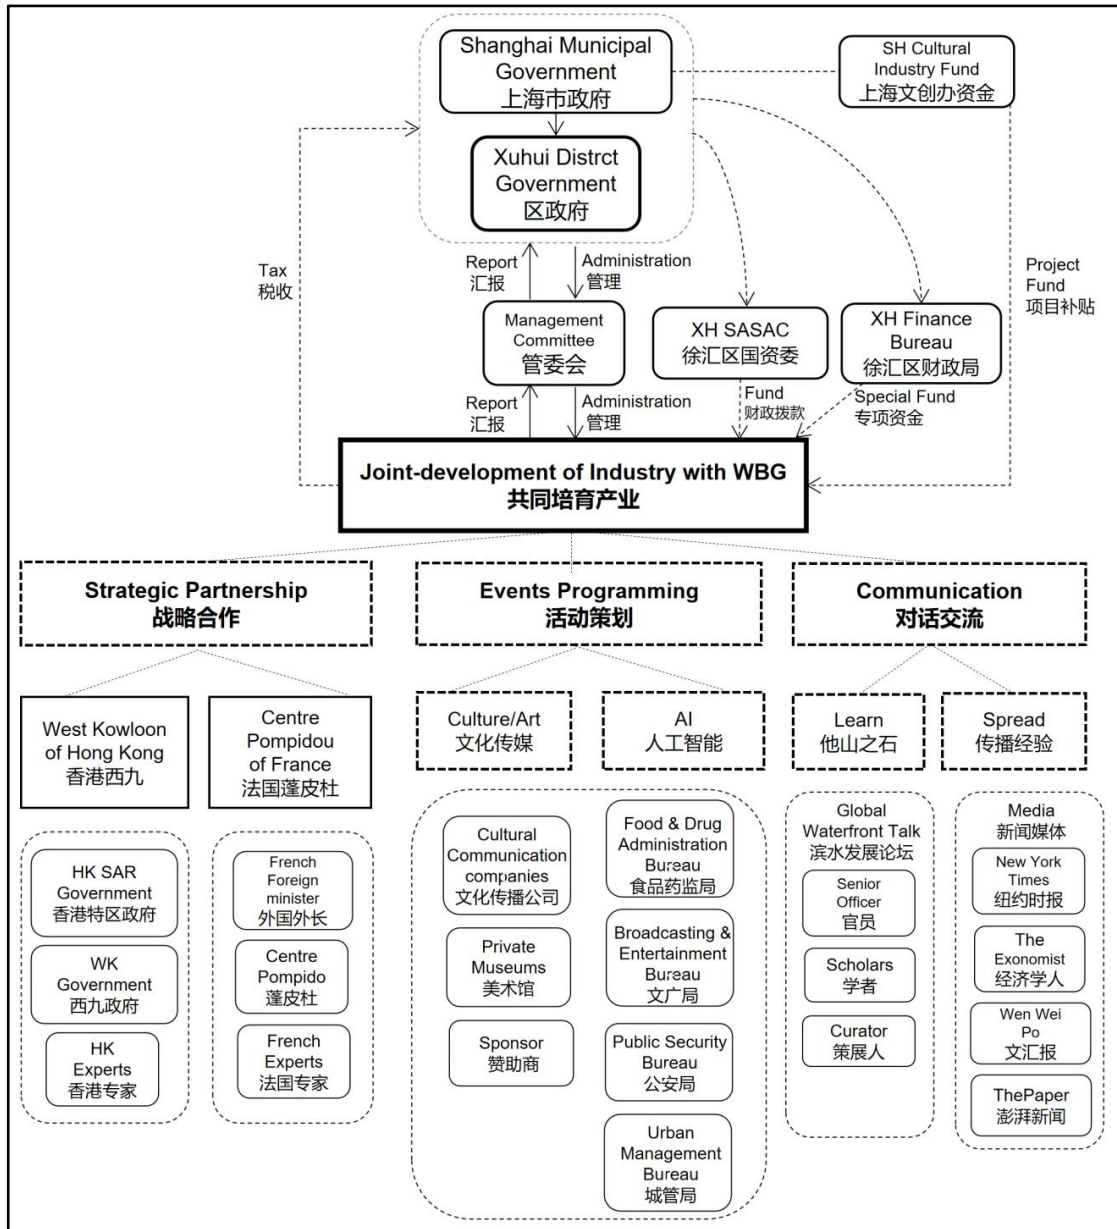 Shanghai Municipal
Government
上海市政府
SH Cultural
Industry Fund
上海文创办资金
Xuhui Distrct
Government
区政府
Tax
税收
Report
汇报
Administration
管理
Project
Fund
项目补贴
Management
Committee
管委会
XH SASAC
徐汇区国资委
XH Finance
Bureau
徐汇区财政局
Report
汇报
Administration
管理
Fund
财政拨款
Special Fund
专项资金
Joint-development of Industry with WBG
共同培育产业
Strategic Partnership
战略合作
Events Programming
活动策划
Communication
对话交流
West Kowloon
of Hong Kong
香港西九
Centre
Pompidou
of France
法国蓬皮杜
Culture/Art
文化传媒
AI
人工智能
Learn
他山之石
Spread
传播经验
HK SAR
Government
香港特区政府
WK
Government
西九政府
HK
Experts
香港专家
French
Foreign
minister
外国外长
Centre
Pompido
蓬皮杜
French
Experts
法国专家
Cultural
Communication
companies
文化传播公司
Private
Museums
美术馆
Sponsor
赞助商
Food & Drug
Administration
Bureau
食品药监局
Broadcasting &
Entertainment
Bureau
文广局
Public Security
Bureau
公安局
Urban
Management
Bureau
城管局
Global
Waterfront Talk
滨水发展论坛
Senior
Officer
官员
Scholars
学者
Curator
策展人
Media
新闻媒体
New York
Times
纽约时报
The
Exonomist
经济学人
Wen Wei
Po
文汇报
ThePaper
澎湃新闻